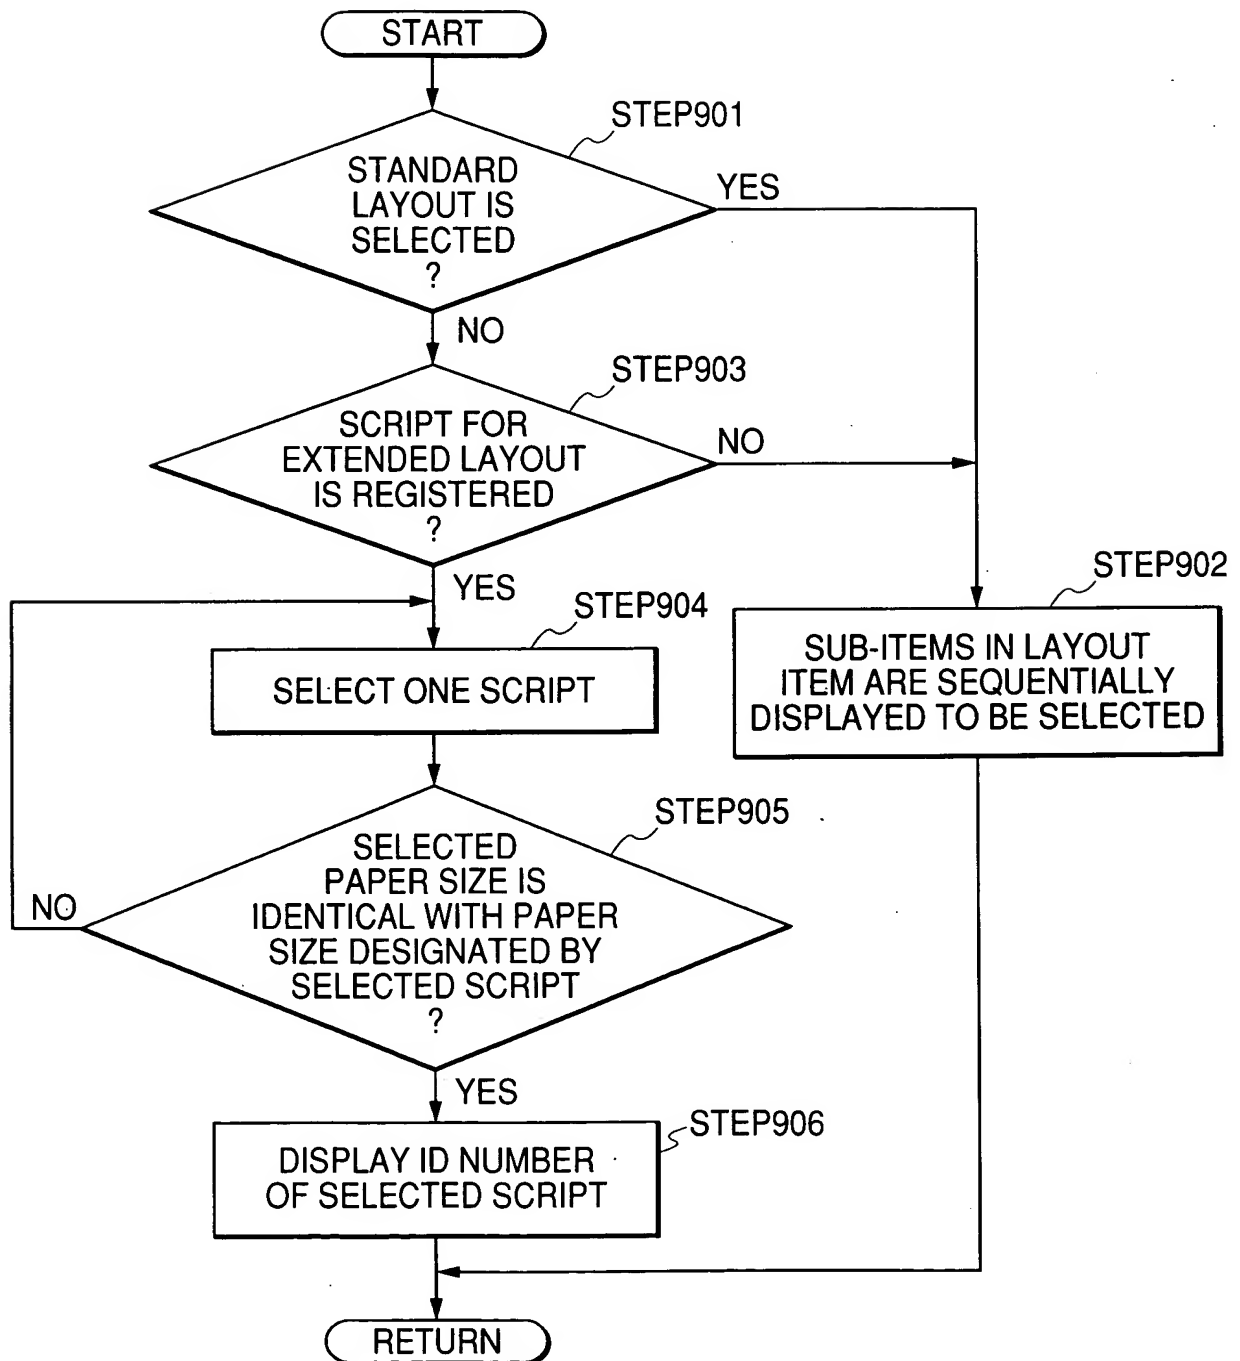 START
STEP901
STANDARD
LAYOUT IS
SELECTED
?
YES
NO
STEP903
SCRIPT FOR
EXTENDED LAYOUT
IS REGISTERED
?
NO
YES
STEP902
SUB-ITEMS IN LAYOUT
ITEM ARE SEQUENTIALLY
DISPLAYED TO BE SELECTED
STEP904
SELECT ONE SCRIPT
STEP905
SELECTED
PAPER SIZE IS
IDENTICAL WITH PAPER
SIZE DESIGNATED BY
SELECTED SCRIPT
?
NO
YES
STEP906
DISPLAY ID NUMBER
OF SELECTED SCRIPT
RETURN